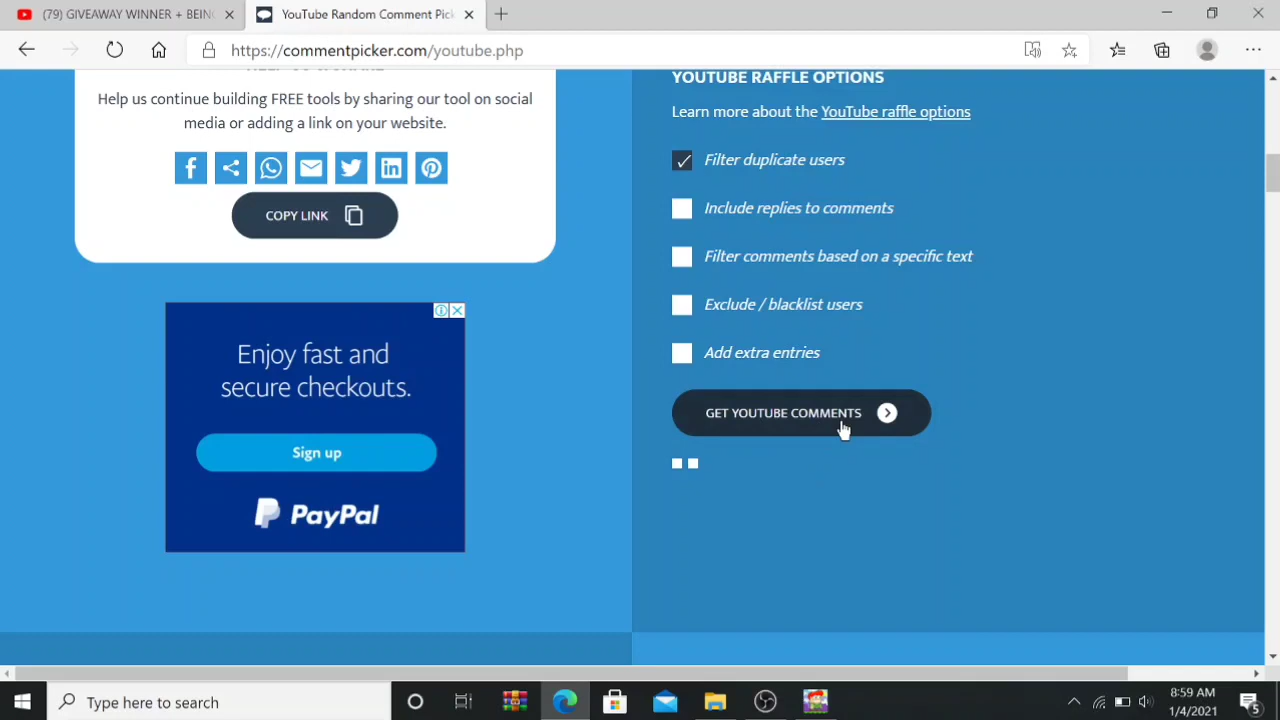 (79) GIVEAWAY WINNER + BEING
YouTube Random Comment Pick
https://commentpicker.com/youtube.php
Help us continue building FREE tools by sharing our tool on social
media or adding a link on your website.
COPY LINK
Enjoy fast and
secure checkouts.
Sign up
PayPal
YOUTUBE RAFFLE OPTIONS
Learn more about the YouTube raffle options
Filter duplicate users
Include replies to comments
Filter comments based on a specific text
Exclude / blacklist users
Add extra entries
GET YOUTUBE COMMENTS
Type here to search
8:59 AM
1/4/2021
5